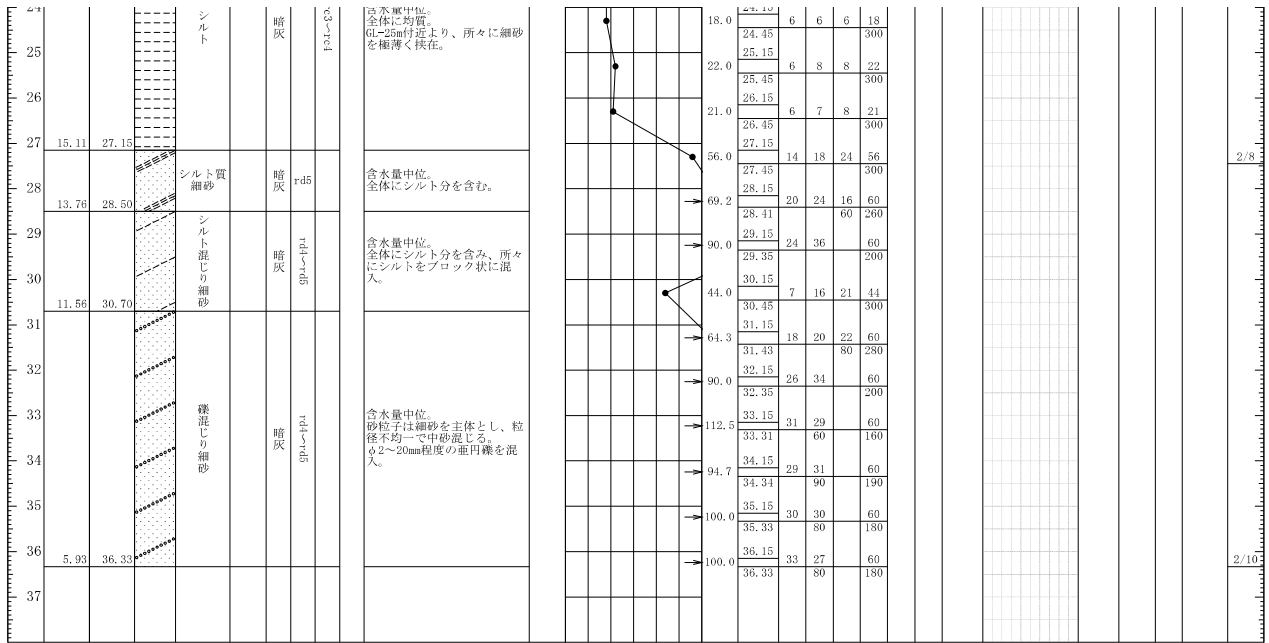 24
シルト
暗灰
rc3～rc4
含水量中位。
全体に均質。
GL-25m付近より、所々に細砂
を極薄く挟在。
18.0 24.15 6 6 6 18
24.45 300
25
25.15
22.0 6 8 8 22
25.45 300
26
26.15
21.0 6 7 8 21
26.45 300
27
15.11 27.15
27.15
56.0 14 18 24 56
27.45 300
2/8
シルト質
細砂
暗灰
rd5
含水量中位。
全体にシルト分を含む。
28
13.76 28.50
28.15
69.2 20 24 16 60
28.41 60 260
29
シルト混じり細砂
暗灰
rd4～rd5
含水量中位。
全体にシルト分を含み、所々
にシルトをブロック状に混
入。
29.15
90.0 24 36 60
29.35 200
30
11.56 30.70
30.15
44.0 7 16 21 44
30.45 300
31
31.15
64.3 18 20 22 60
31.43 80 280
32
32.15
90.0 26 34 60
32.35 200
33
礫混じり細砂
暗灰
rd4～rd5
含水量中位。
砂粒子は細砂を主体とし、粒
径不均一で中砂混じる。
φ2～20mm程度の亜円礫を混
入。
33.15
112.5 31 29 60
33.31 60 160
34
34.15
94.7 29 31 60
34.34 90 190
35
35.15
100.0 30 30 60
35.33 80 180
36
5.93 36.33
36.15
100.0 33 27 60
36.33 80 180
2/10
37